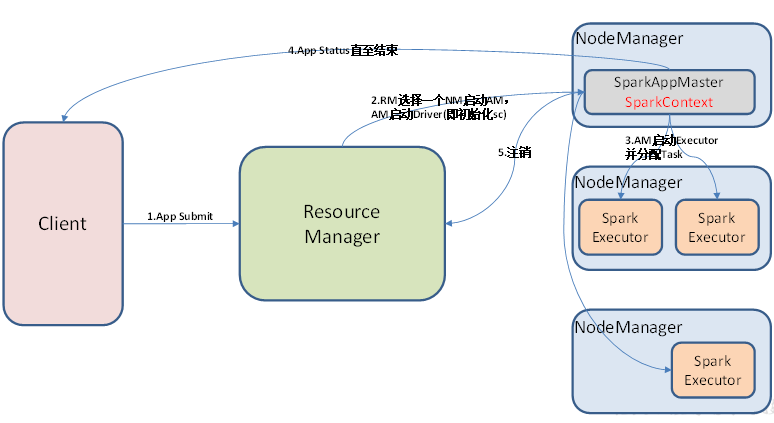 4.App Status直至结束
NodeManager
SparkAppMaster
SparkContext
2.RM选择一个NM启动AM，
AM启动Driver(即初始化sc)
3.AM启动Executor
并分配Task
5.注销
Client
1.App Submit
Resource
Manager
NodeManager
Spark
Executor
Spark
Executor
NodeManager
Spark
Executor